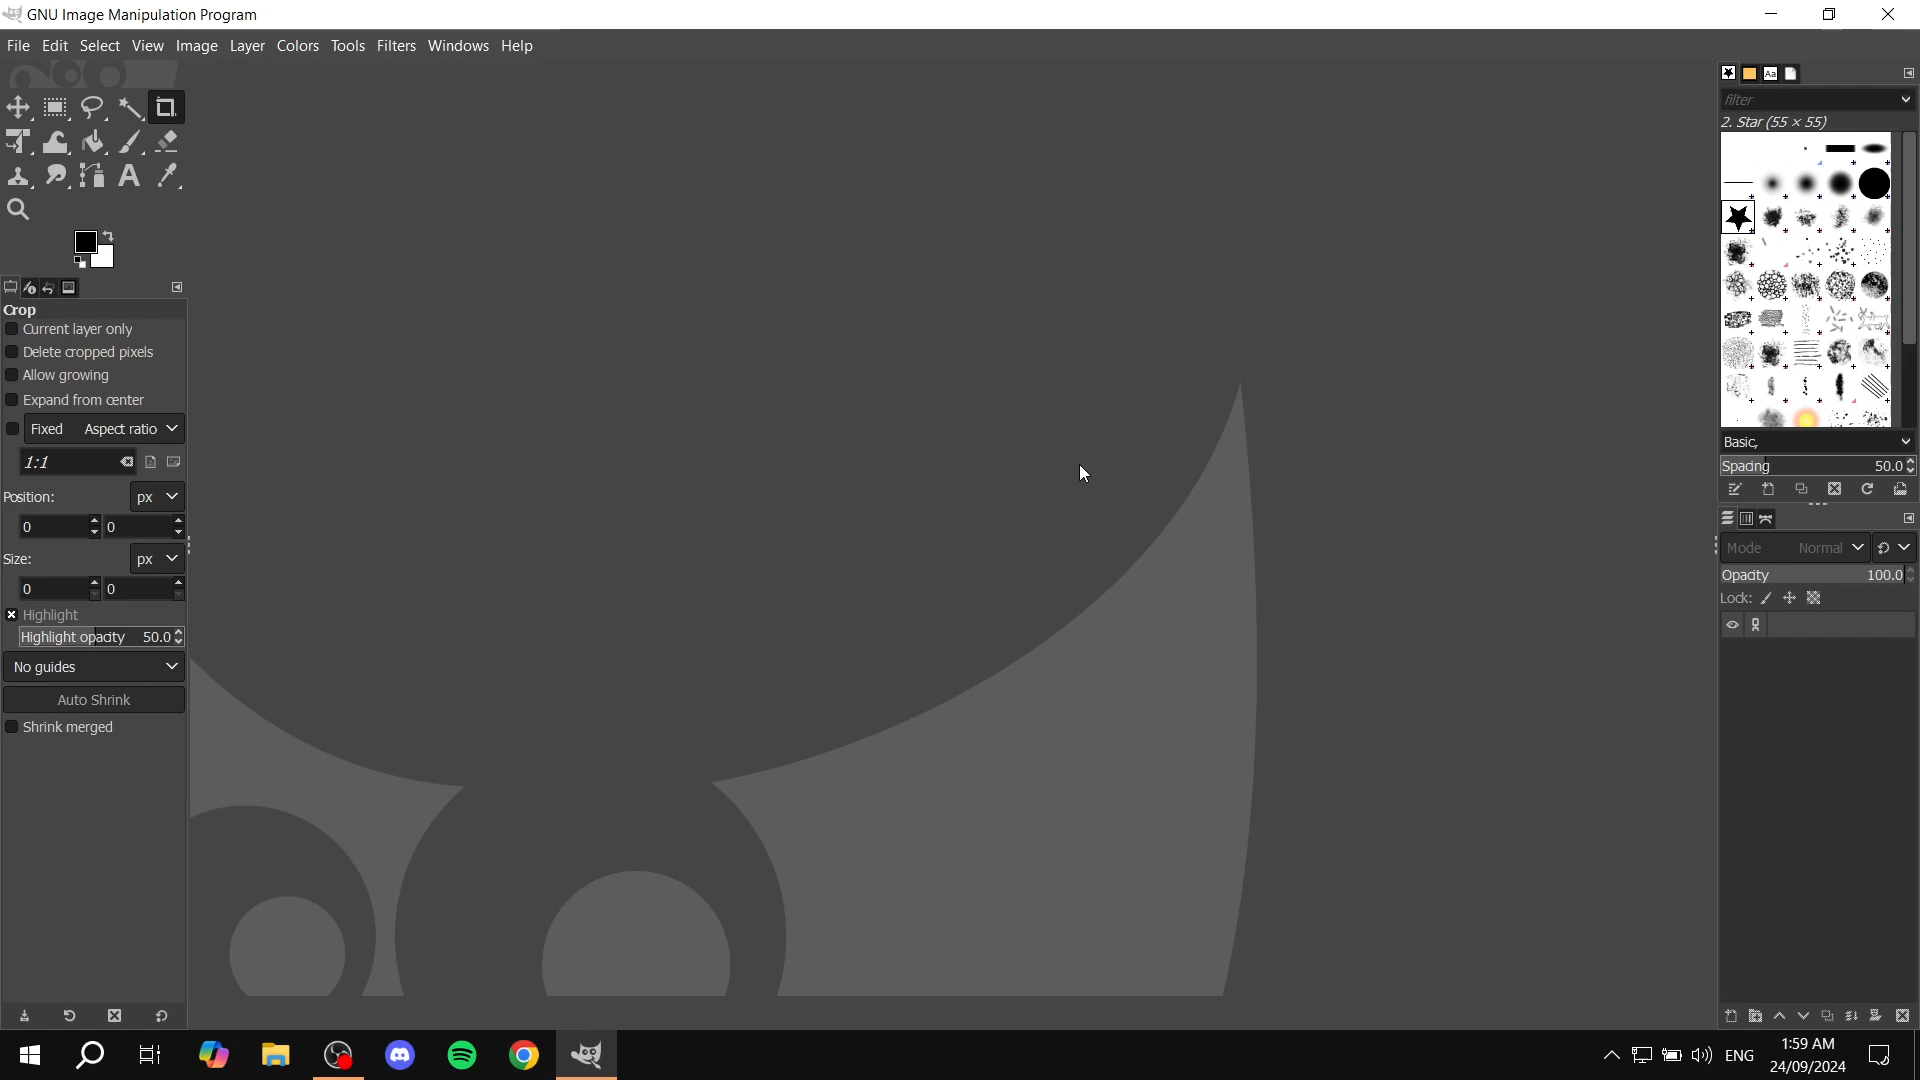 GNU Image Manipulation Program
File Edit Select View Image Layer Colors Tools Filters Windows Help
filter
2. Star (55 × 55)
Crop
Current layer only
Delete cropped pixels
Allow growing
Expand from center
Fixed Aspect ratio
1:1
Position: px
0 0
Size: px
0 0
Highlight
Highlight opacity 50.0
No guides
Auto Shrink
Shrink merged
Aa
Basic,
Spacing 50.0
Mode Normal
Opacity 100.0
Lock:
ENG
1:59 AM
24/09/2024